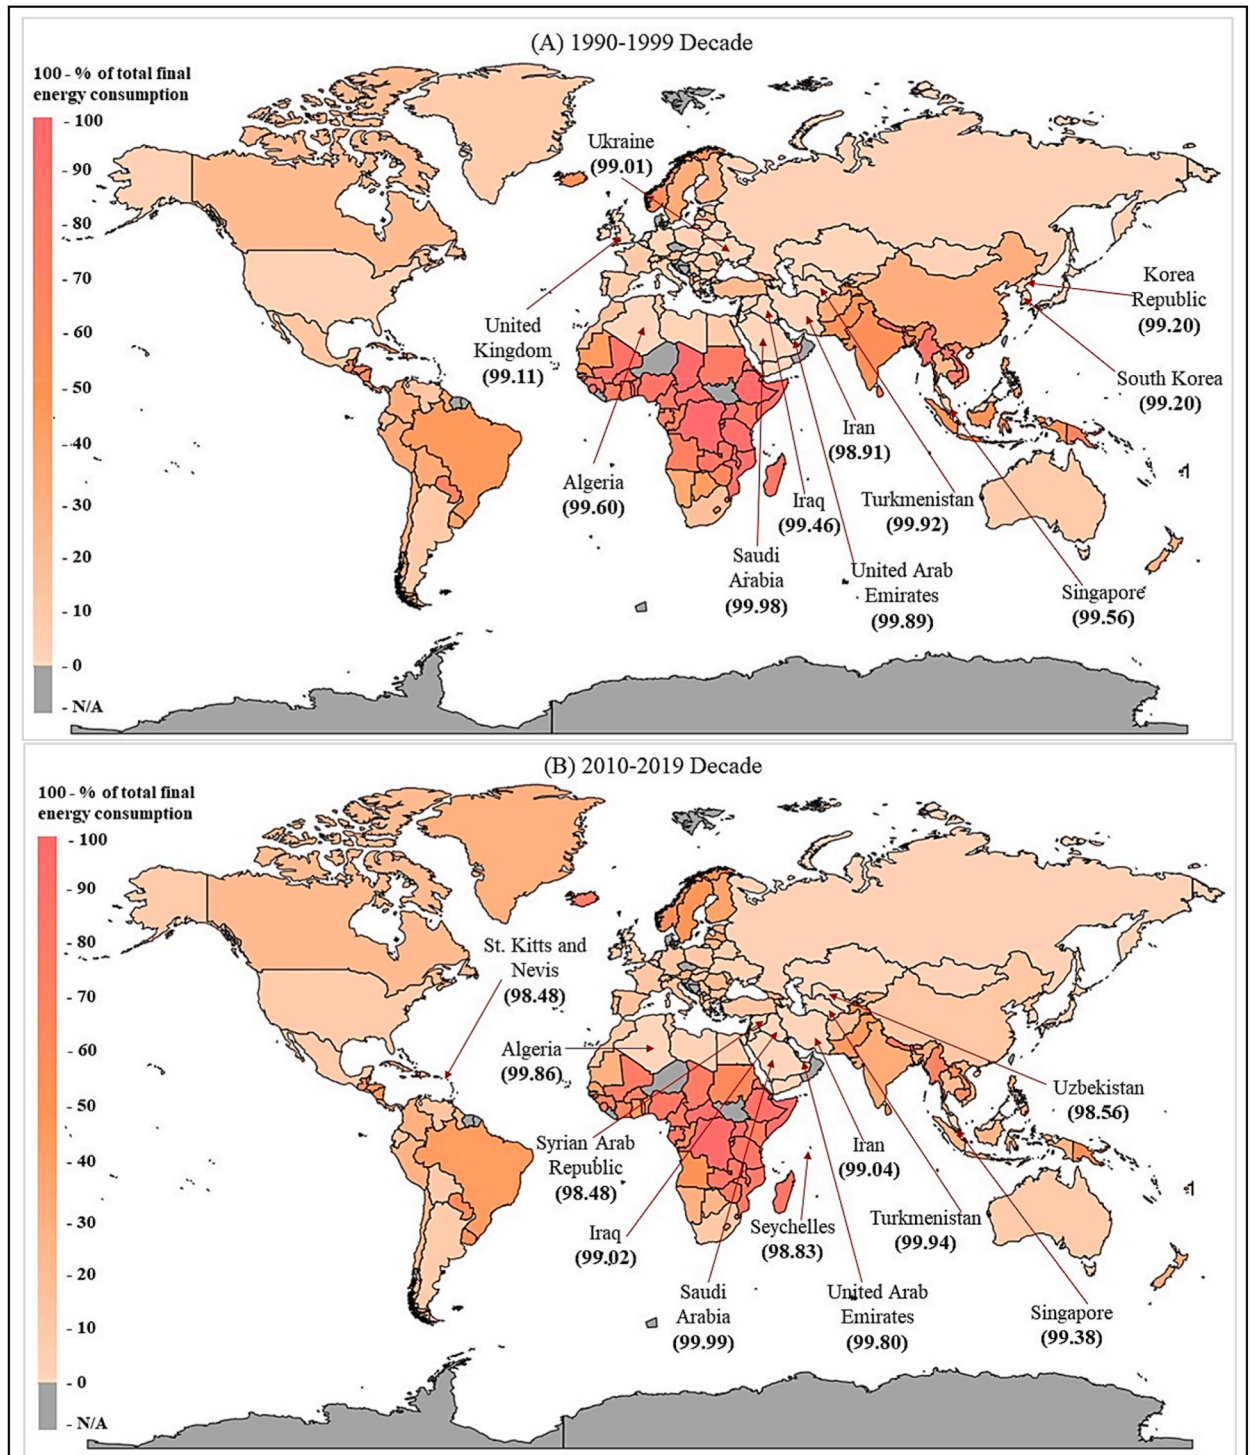 (A) 1990-1999 Decade
100 - % of total final
energy consumption
- 100
- 90
- 80
- 70
- 60
- 50
- 40
- 30
- 20
- 10
- 0
- N/A
Ukraine
(99.01)
United
Kingdom
(99.11)
Korea
Republic
(99.20)
South Korea
(99.20)
Iran
(98.91)
Algeria
(99.60)
Iraq
(99.46)
Turkmenistan
(99.92)
Saudi
Arabia
(99.98)
United Arab
Emirates
(99.89)
Singapore
(99.56)
(B) 2010-2019 Decade
100 - % of total final
energy consumption
- 100
- 90
- 80
- 70
- 60
- 50
- 40
- 30
- 20
- 10
- 0
- N/A
St. Kitts and
Nevis
(98.48)
Algeria
(99.86)
Uzbekistan
(98.56)
Syrian Arab
Republic
(98.48)
Iran
(99.04)
Iraq
(99.02)
Seychelles
(98.83)
Turkmenistan
(99.94)
Saudi
Arabia
(99.99)
United Arab
Emirates
(99.80)
Singapore
(99.38)